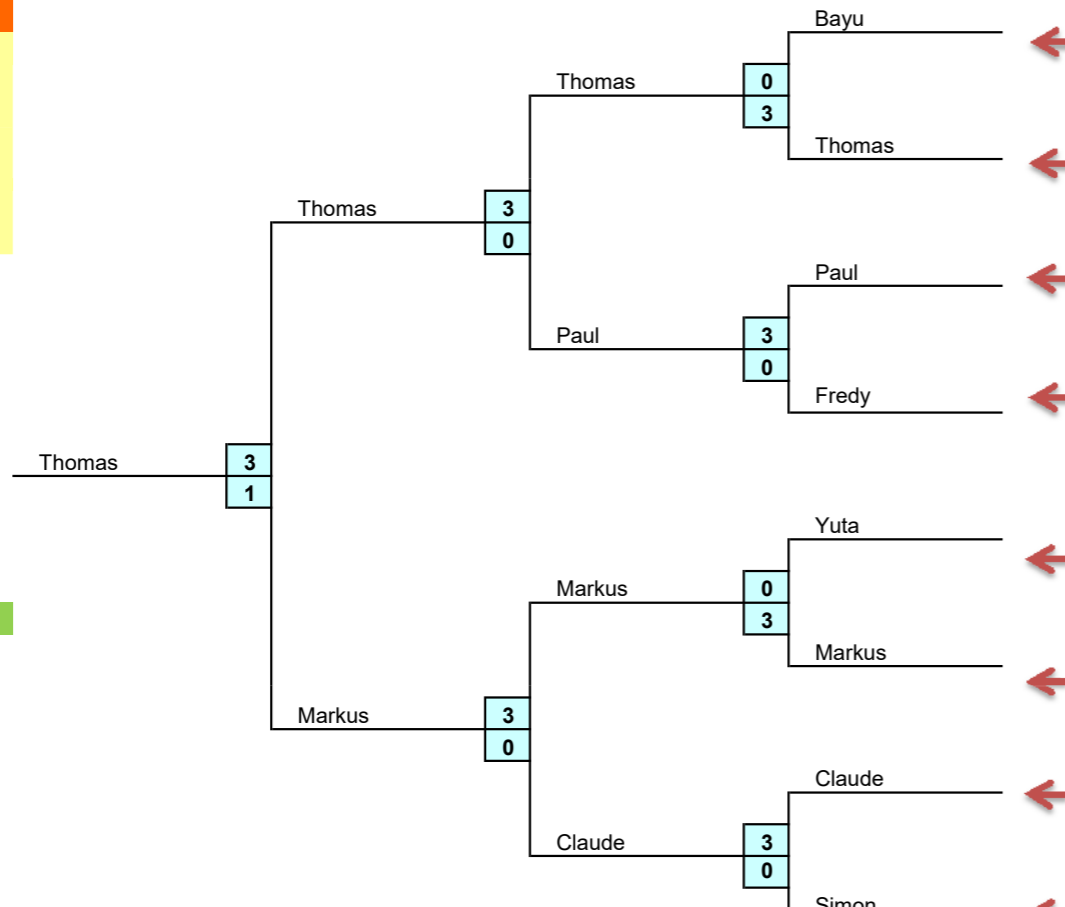 Bayu
Thomas 0
3
Thomas
Thomas 3
0
Paul
Paul 3
0
Fredy
Thomas 3
1
Yuta
Markus 0
3
Markus
Markus 3
0
Claude
Claude 3
0
Simon